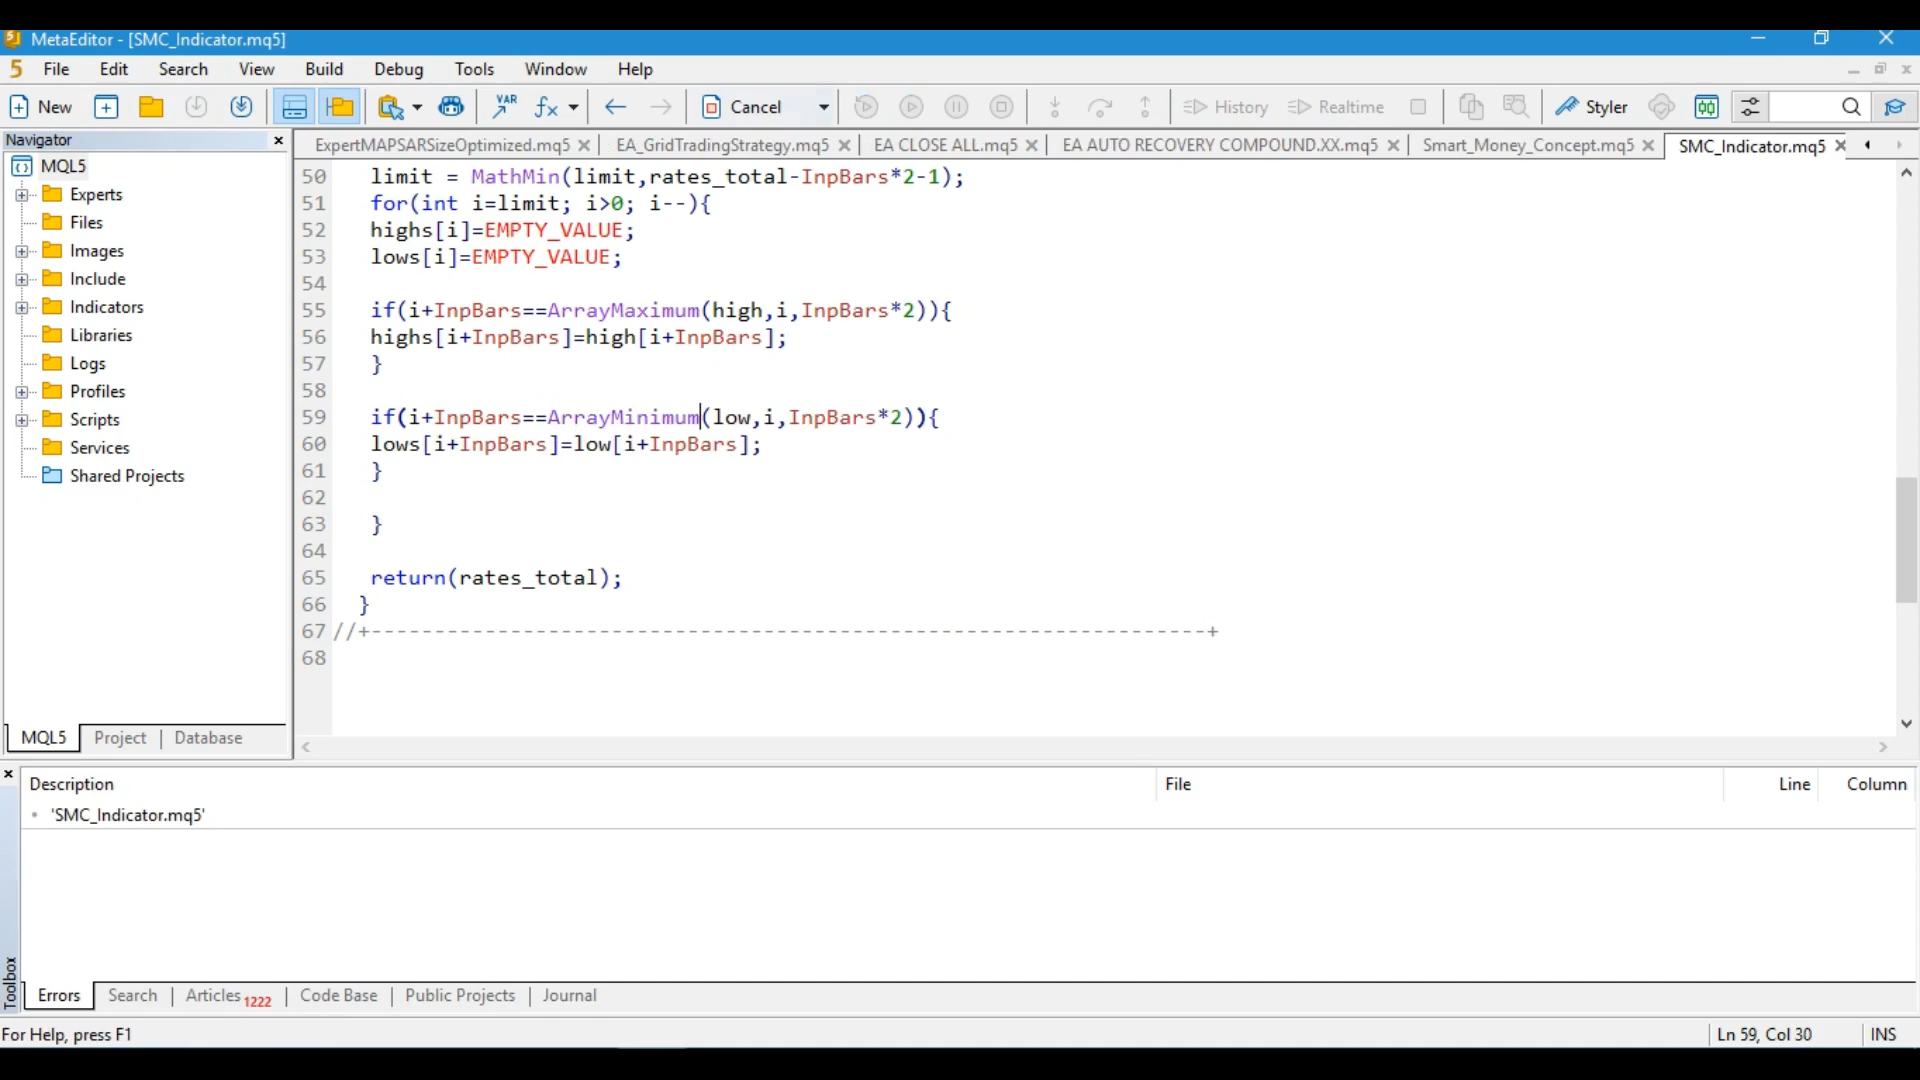 MetaEditor - [SMC_Indicator.mq5]
5 File Edit Search View Build Debug Tools Window Help
New VAR fx Cancel History Realtime Styler
Navigator
ExpertMAPSARSizeOptimized.mq5 EA_GridTradingStrategy.mq5 EA CLOSE ALL.mq5 EA AUTO RECOVERY COMPOUND.XX.mq5 Smart_Money_Concept.mq5 SMC_Indicator.mq5
MQL5
Experts
Files
Images
Include
Indicators
Libraries
Logs
Profiles
Scripts
Services
Shared Projects
MQL5 Project Database
50 limit = MathMin(limit,rates_total-InpBars*2-1);
51 for(int i=limit; i>0; i--){
52 highs[i]=EMPTY_VALUE;
53 lows[i]=EMPTY_VALUE;
54
55 if(i+InpBars==ArrayMaximum(high,i,InpBars*2)){
56 highs[i+InpBars]=high[i+InpBars];
57 }
58
59 if(i+InpBars==ArrayMinimum(low,i,InpBars*2)){
60 lows[i+InpBars]=low[i+InpBars];
61 }
62
63 }
64
65 return(rates_total);
66 }
67 //+------------------------------------------------------------------+
68
Description File Line Column
'SMC_Indicator.mq5'
Toolbox
Errors Search Articles 1222 Code Base Public Projects Journal
For Help, press F1 Ln 59, Col 30 INS